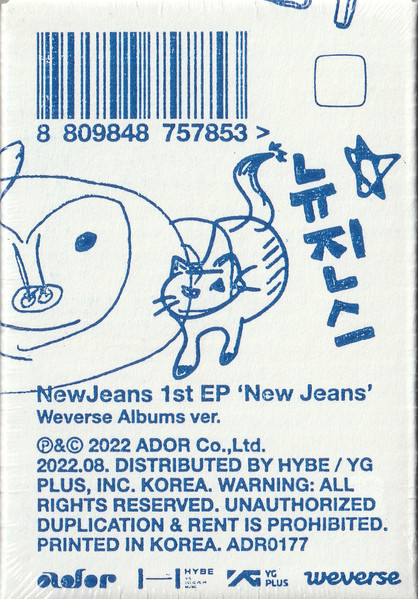 8 809848 757853 >
뉴진스
NewJeans 1st EP ‘New Jeans’
Weverse Albums ver.
Ⓟ&© 2022 ADOR Co.,Ltd.
2022.08. DISTRIBUTED BY HYBE / YG
PLUS, INC. KOREA. WARNING: ALL
RIGHTS RESERVED. UNAUTHORIZED
DUPLICATION & RENT IS PROHIBITED.
PRINTED IN KOREA. ADR0177
ador HYBE YG PLUS weverse